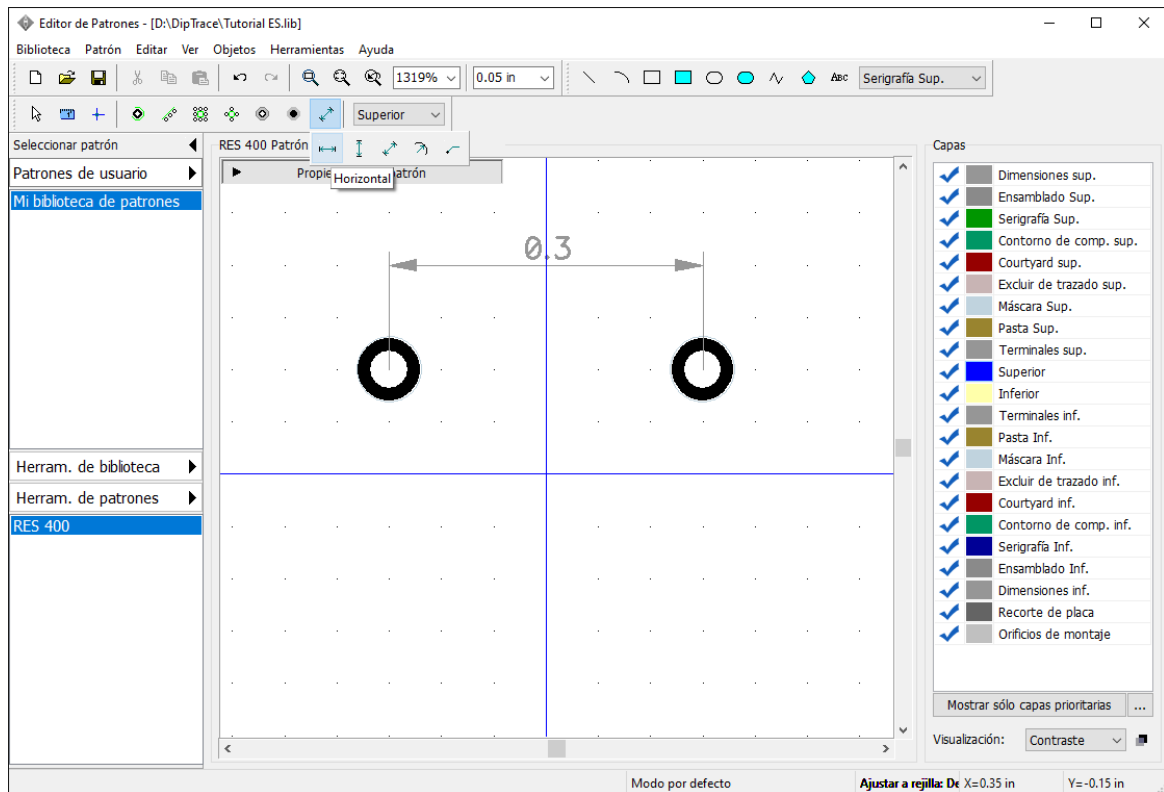 Editor de Patrones - [D:\DipTrace\Tutorial ES.lib]
Biblioteca Patrón Editar Ver Objetos Herramientas Ayuda
1319% 0.05 in ABC Serigrafía Sup.
Superior
Seleccionar patrón
Patrones de usuario
Mi biblioteca de patrones
Herram. de biblioteca
Herram. de patrones
RES 400
RES 400 Patrón
Horizontal
0.3
Capas
Dimensiones sup.
Ensamblado Sup.
Serigrafía Sup.
Contorno de comp. sup.
Courtyard sup.
Excluir de trazado sup.
Máscara Sup.
Pasta Sup.
Terminales sup.
Superior
Inferior
Terminales inf.
Pasta Inf.
Máscara Inf.
Excluir de trazado inf.
Courtyard inf.
Contorno de comp. inf.
Serigrafía Inf.
Ensamblado Inf.
Dimensiones inf.
Recorte de placa
Orificios de montaje
Mostrar sólo capas prioritarias ...
Visualización: Contraste
Modo por defecto Ajustar a rejilla: De X=0.35 in Y=-0.15 in